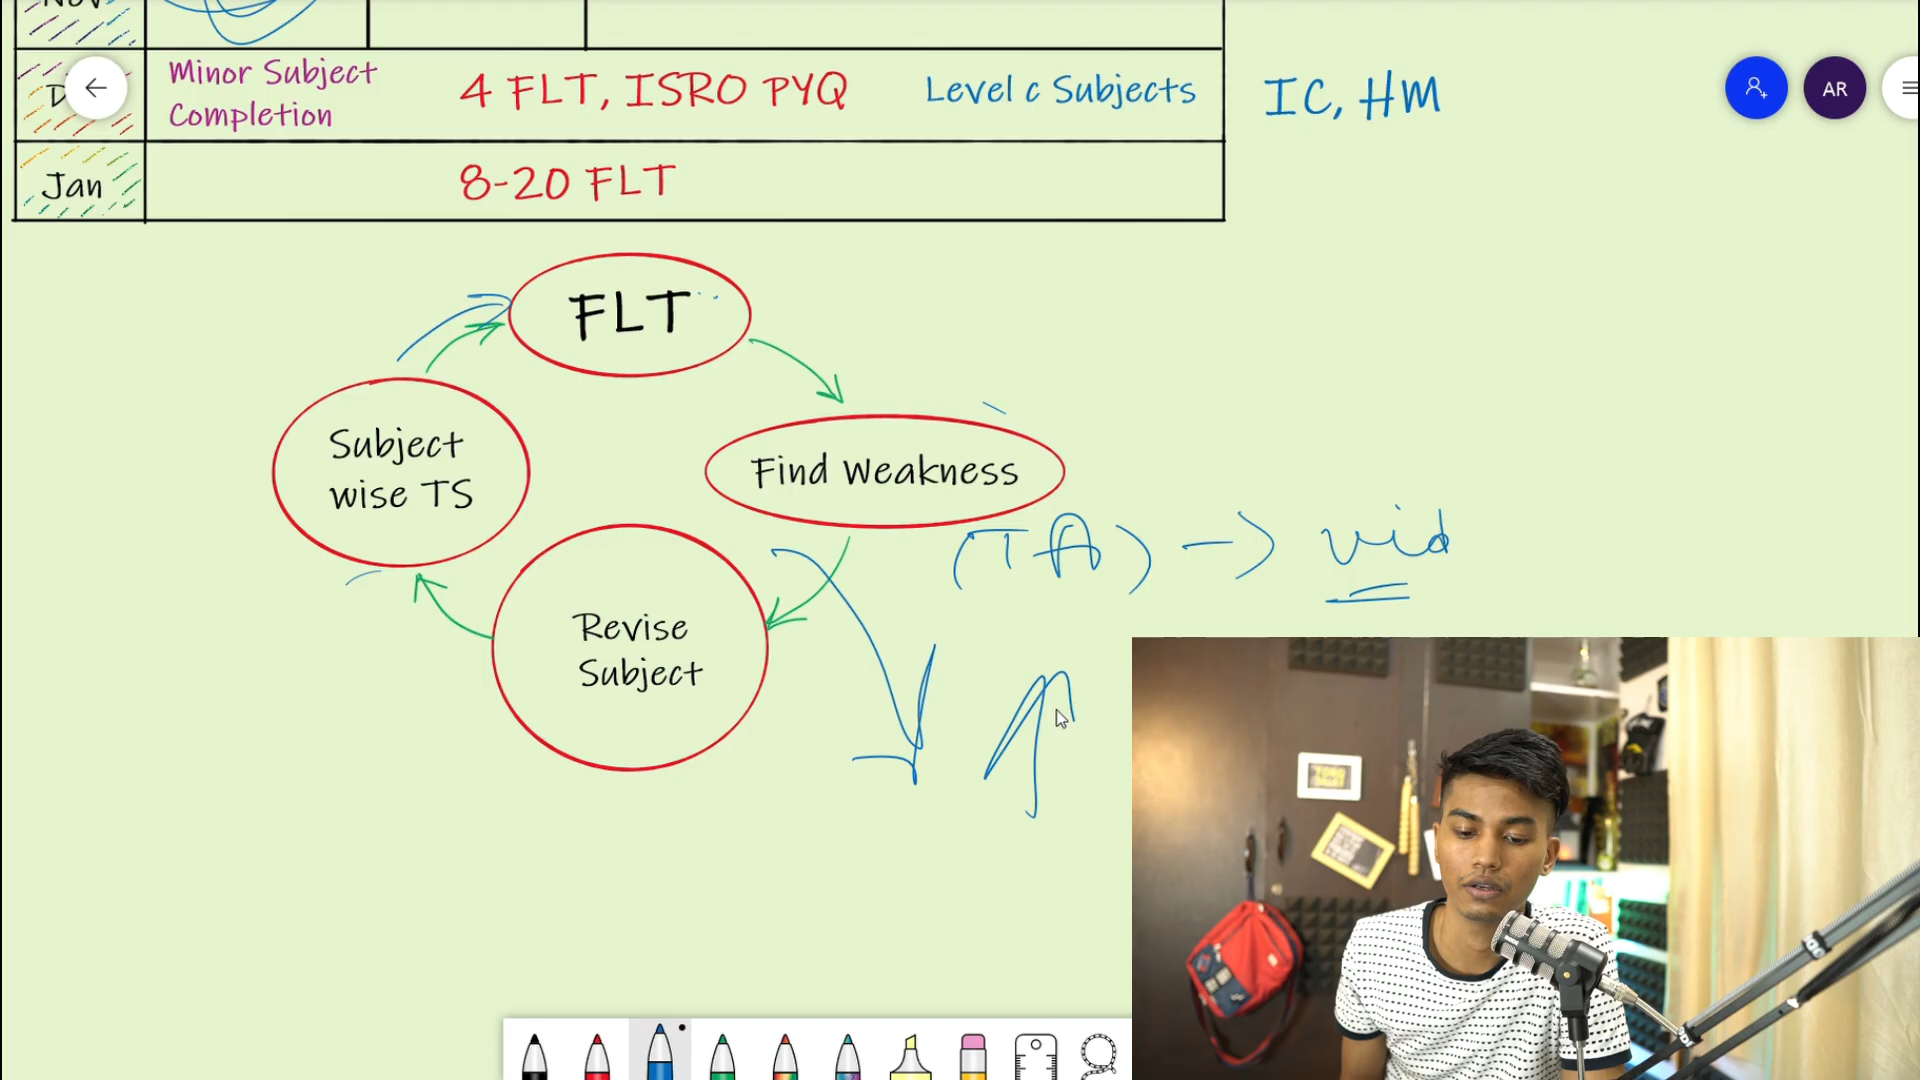 Nov
Minor Subject
Completion
4 FLT, ISRO PYQ
Level c Subjects
IC, HM
AR
D
Jan
8-20 FLT
FLT
Subject
wise TS
Find Weakness
(TA) -> vid
Revise
Subject